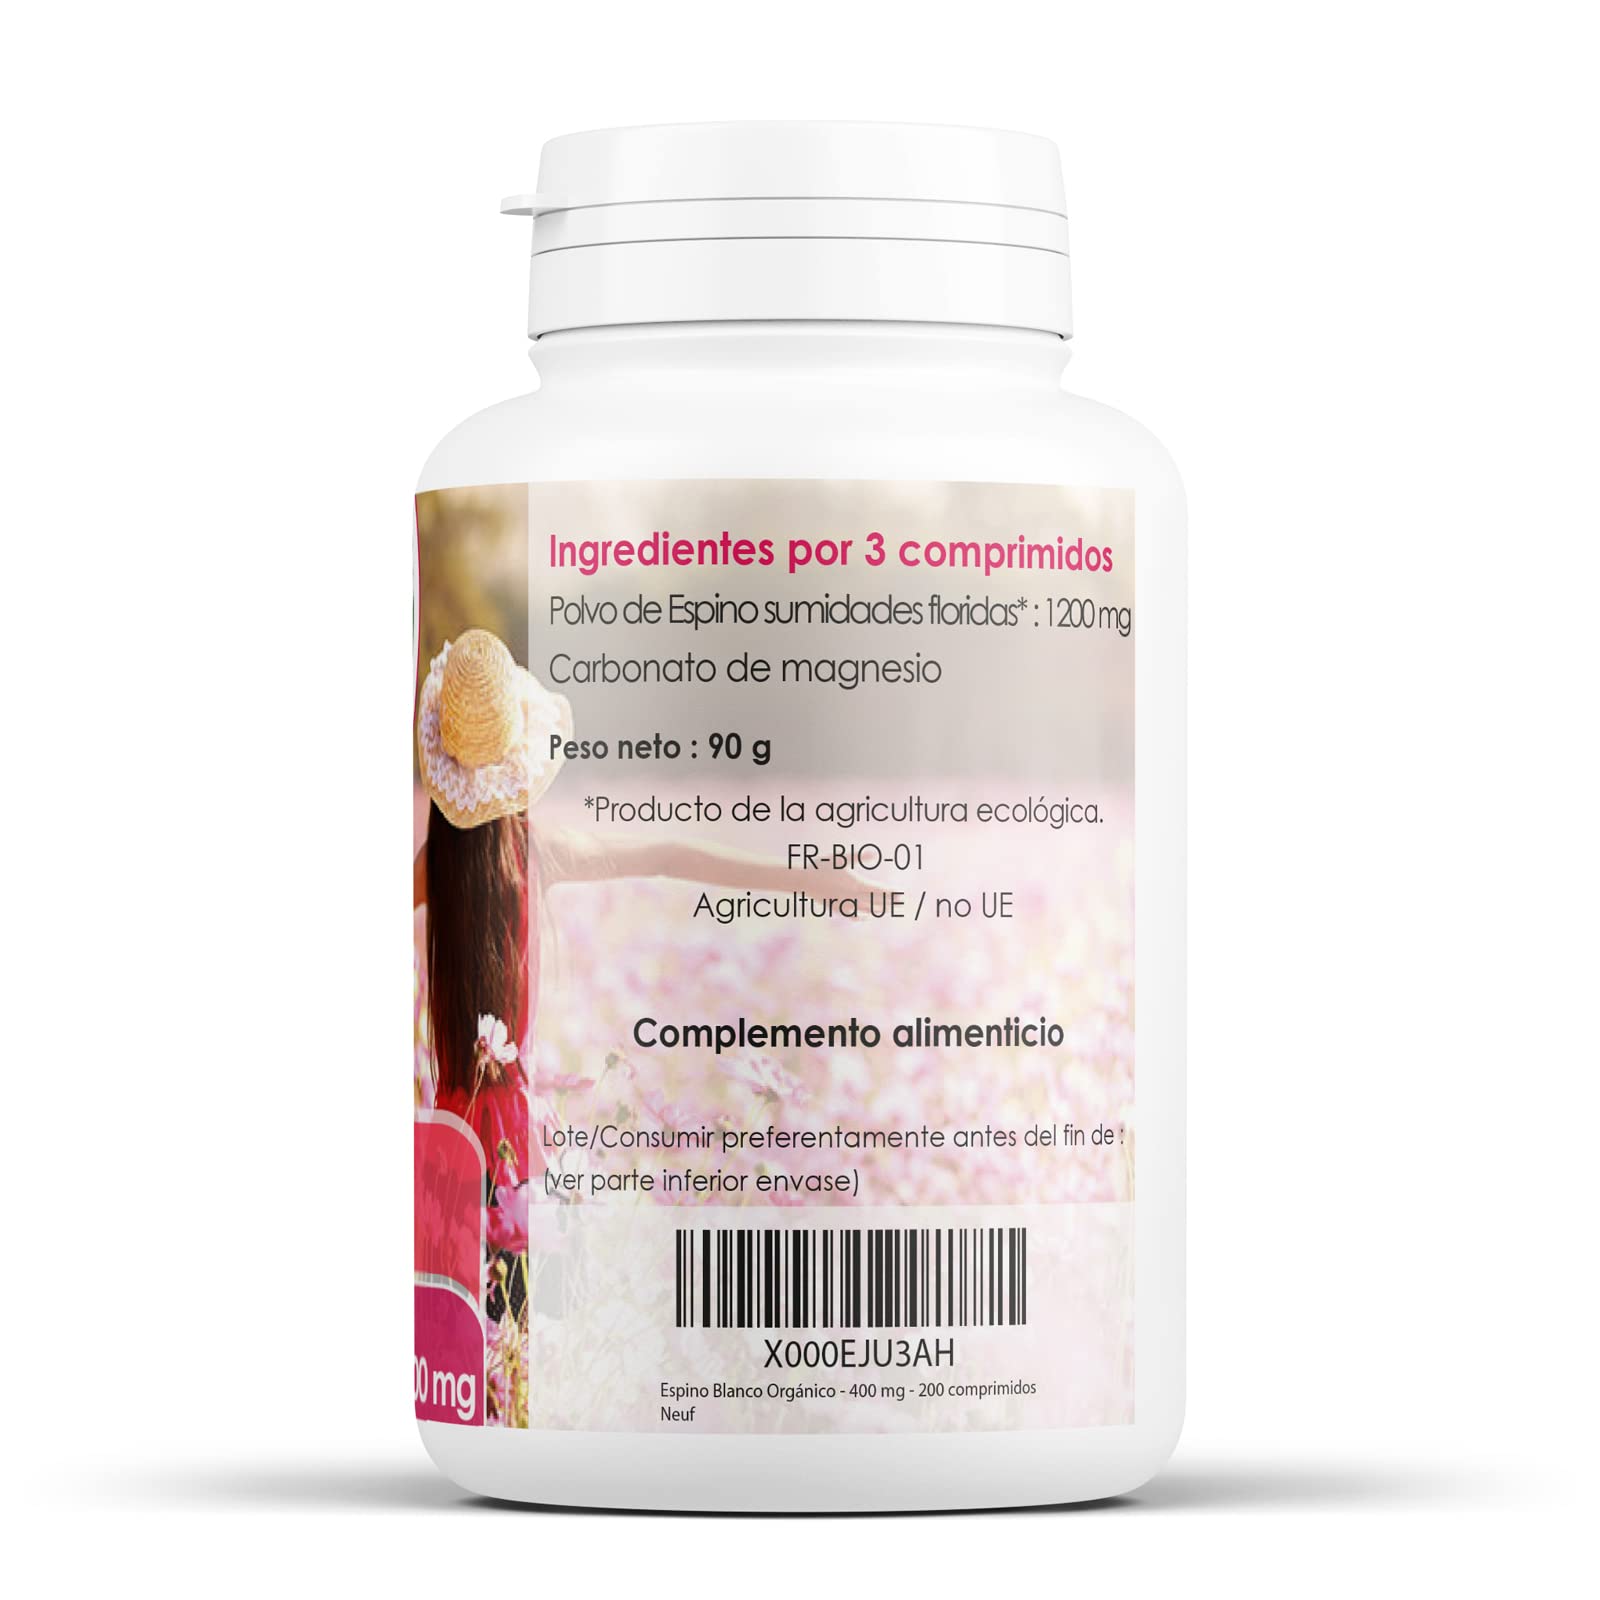 Ingredientes por 3 comprimidos
Polvo de Espino sumidades floridas* : 1200 mg
Carbonato de magnesio
Peso neto : 90 g
*Producto de la agricultura ecológica.
FR-BIO-01
Agricultura UE / no UE
Complemento alimenticio
Lote/Consumir preferentamente antes del fin de :
(ver parte inferior envase)
X000EJU3AH
Espino Blanco Orgánico - 400 mg - 200 comprimidos
Neuf
mg